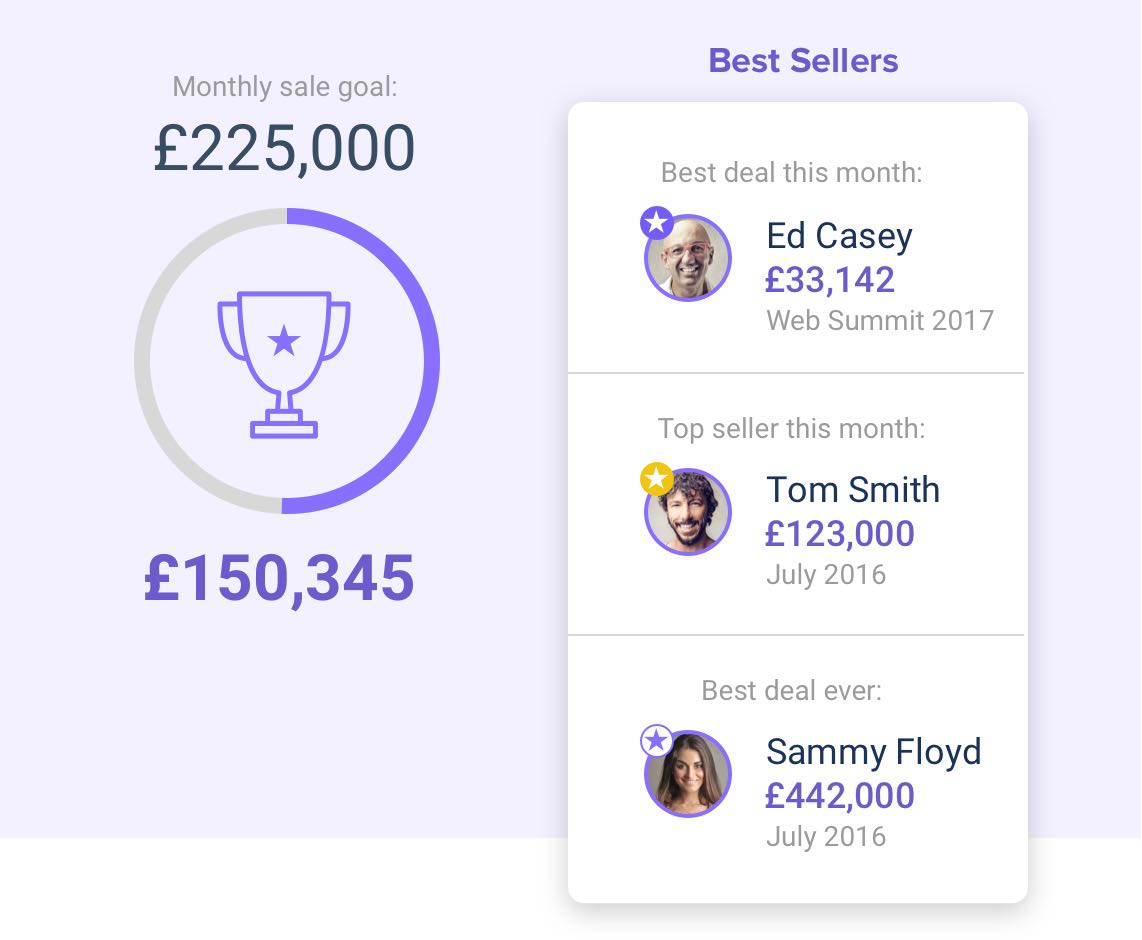 Monthly sale goal:
£225,000
£150,345
Best Sellers
Best deal this month:
Ed Casey
£33,142
Web Summit 2017
Top seller this month:
Tom Smith
£123,000
July 2016
Best deal ever:
Sammy Floyd
£442,000
July 2016